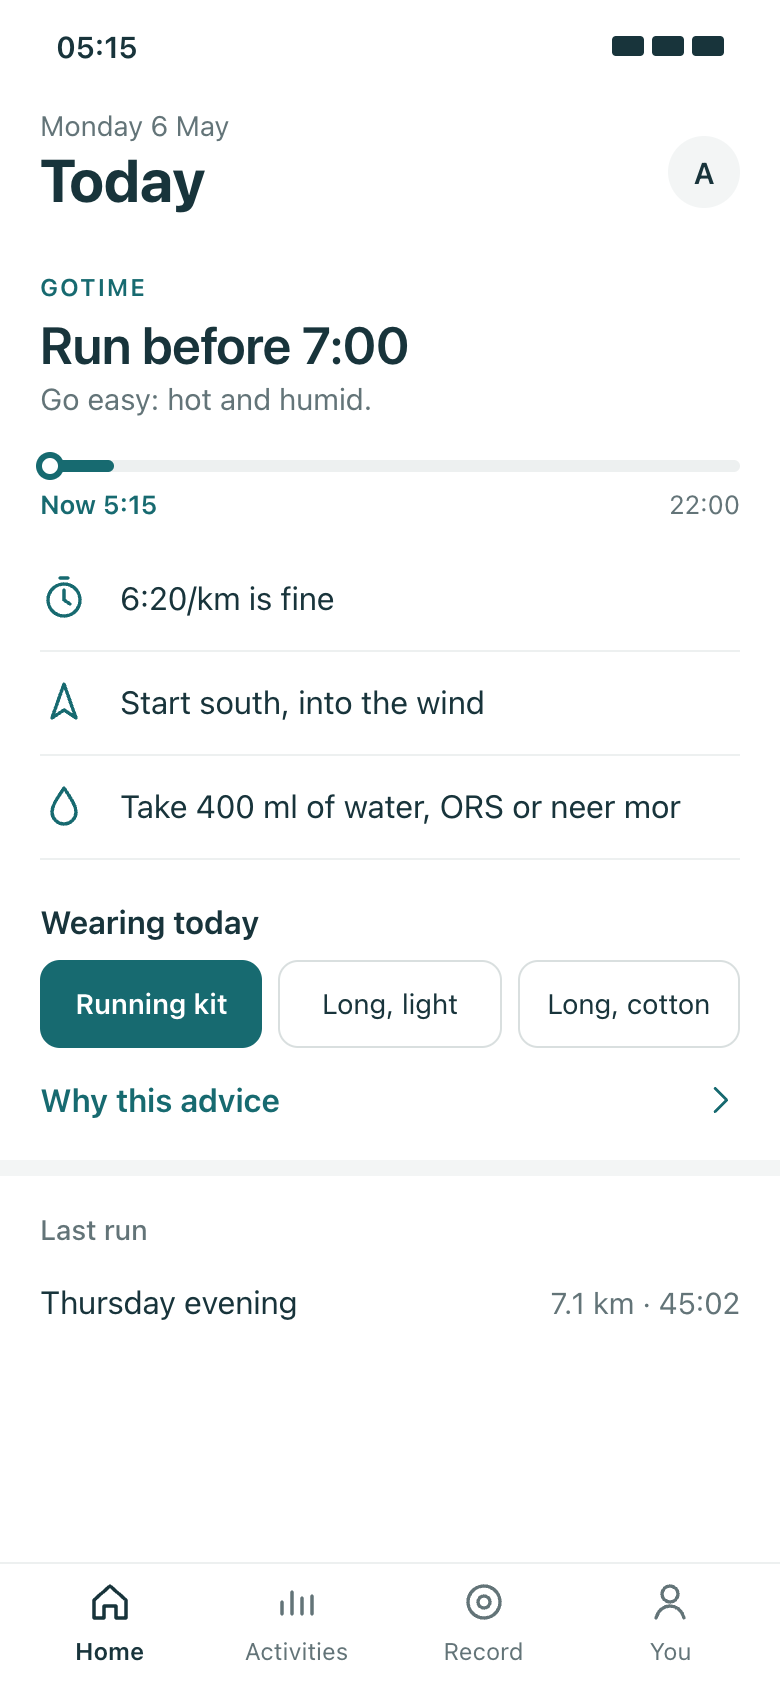 05:15
Monday 6 May
Today
A
GOTIME
Run before 7:00
Go easy: hot and humid.
Now 5:15
22:00
6:20/km is fine
Start south, into the wind
Take 400 ml of water, ORS or neer mor
Wearing today
Running kit
Long, light
Long, cotton
Why this advice
Last run
Thursday evening
7.1 km · 45:02
Home
Activities
Record
You